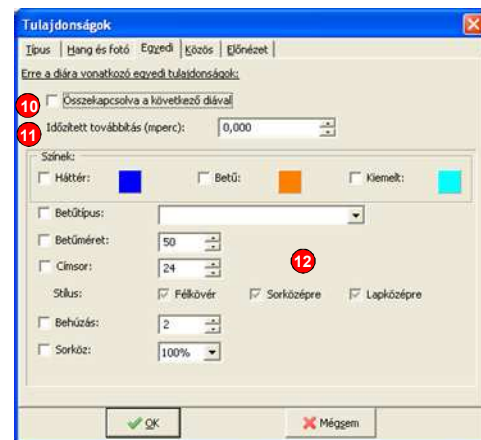 Tulajdonságok
Típus Hang és fotó Egyedi Közös Előnézet
Erre a diára vonatkozó egyedi tulajdonságok:
10 Összekapcsolva a következő diával
11 Időzített továbbítás (mperc): 0,000
Színek:
Háttér: Betű: Kiemelt:
Betűtípus:
Betűméret: 50
Címsor: 24
12
Stílus: Félkövér Sorközépre Lapközépre
Behúzás: 2
Sorköz: 100%
OK Mégsem